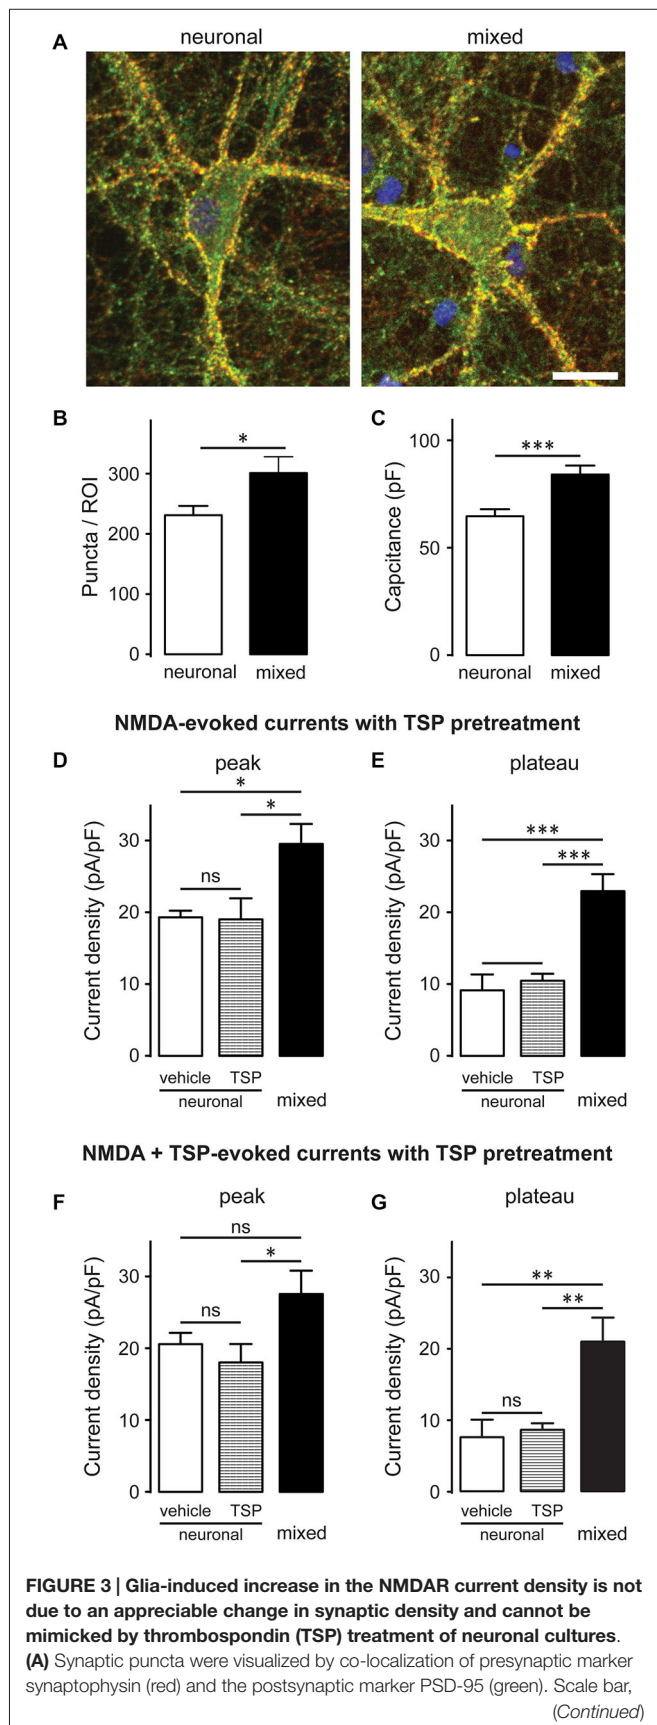 A
neuronal
mixed
B
Puncta / ROI
300
200
100
0
*
neuronal
mixed
C
Capcitance (pF)
100
50
0
***
neuronal
mixed
NMDA-evoked currents with TSP pretreatment
D
peak
Current density (pA/pF)
30
20
10
0
*
*
ns
vehicle TSP
neuronal
mixed
E
plateau
Current density (pA/pF)
30
20
10
0
***
***
vehicle TSP
neuronal
mixed
NMDA + TSP-evoked currents with TSP pretreatment
F
peak
Current density (pA/pF)
30
20
10
0
ns
*
ns
vehicle TSP
neuronal
mixed
G
plateau
Current density (pA/pF)
30
20
10
0
**
**
ns
vehicle TSP
neuronal
mixed
FIGURE 3 | Glia-induced increase in the NMDAR current density is not
due to an appreciable change in synaptic density and cannot be
mimicked by thrombospondin (TSP) treatment of neuronal cultures.
(A) Synaptic puncta were visualized by co-localization of presynaptic marker
synaptophysin (red) and the postsynaptic marker PSD-95 (green). Scale bar,
(Continued)